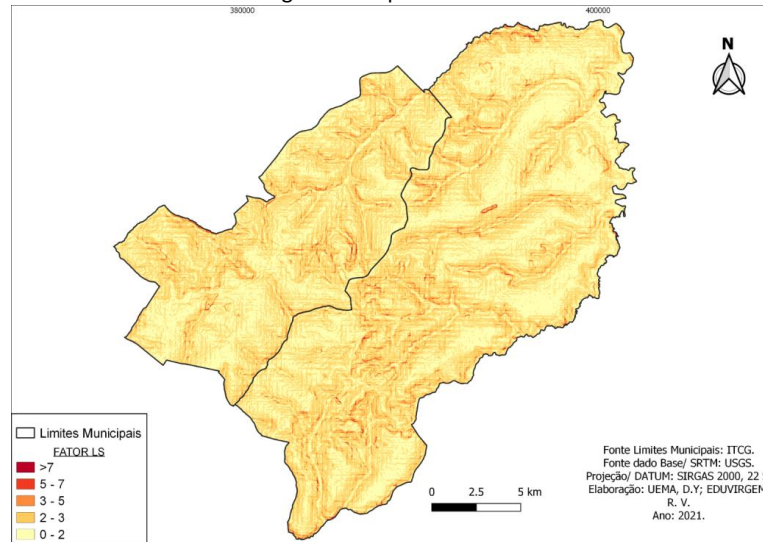 380000
400000
N
Limites Municipais
FATOR LS
>7
5 - 7
3 - 5
2 - 3
0 - 2
0 2.5 5 km
Fonte Limites Municipais: ITCG.
Fonte dado Base/ SRTM: USGS.
Projeção/ DATUM: SIRGAS 2000, 22
Elaboração: UEMA, D.Y; EDUVIRGEM
R. V.
Ano: 2021.